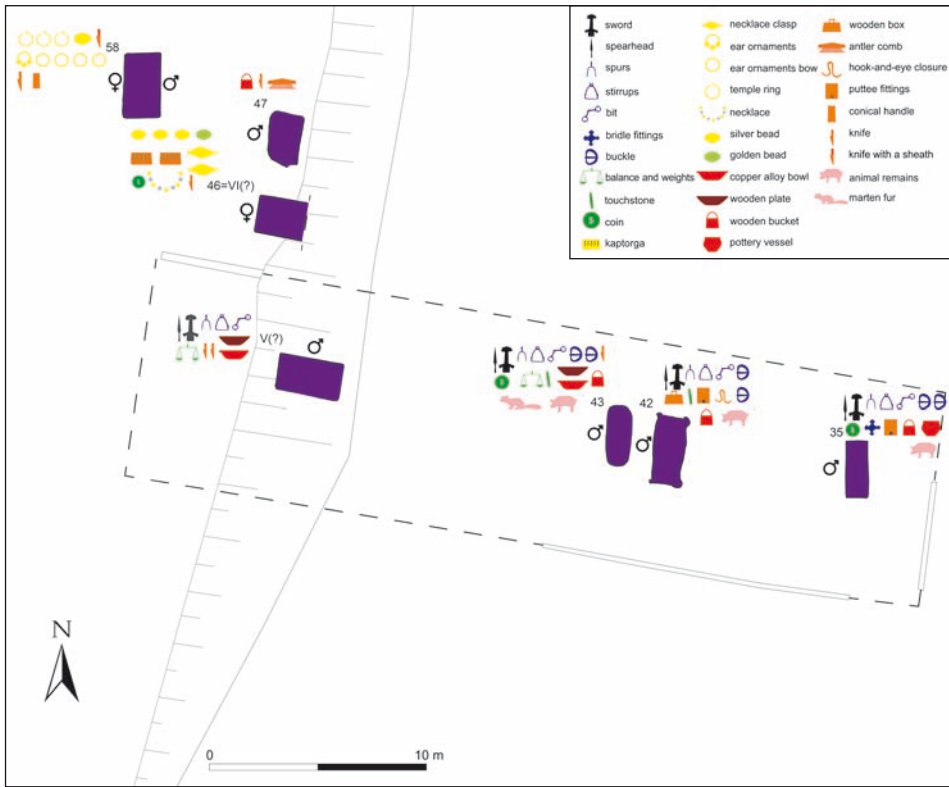 58
47
46=VI(?)
V(?)
43
42
35
N
0 10 m
sword
spearhead
spurs
stirrups
bit
bridle fittings
buckle
balance and weights
touchstone
coin
kaptorga
necklace clasp
ear ornaments
ear ornaments bow
temple ring
necklace
silver bead
golden bead
copper alloy bowl
wooden plate
wooden bucket
pottery vessel
wooden box
antler comb
hook-and-eye closure
puttee fittings
conical handle
knife
knife with a sheath
animal remains
marten fur